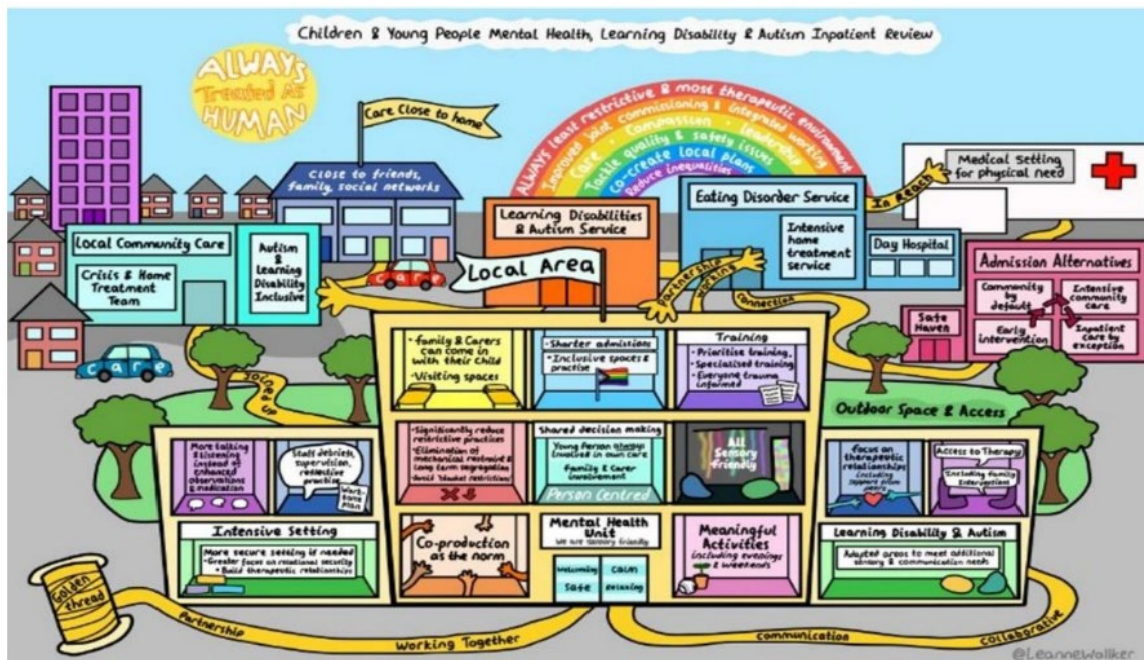 Children & Young People Mental Health, Learning Disability & Autism Inpatient Review
ALWAYS
Treated AS
HUMAN
Care Close to home
ALWAYS least restrictive & most therapeutic environment
Improved joint commissioning & integrated working
Care • Compassion • leadership
Tackle quality & safety issues
Co-create local plans
Reduce inequalities
CLOSE to friends,
family, social networks
Medical Setting
for physical need
In Reach
Local Community Care
Crisis & Home
Treatment
Team
Autism
&
Learning
Disability
Inclusive
care
Learning Disabilities
& Autism Service
Eating Disorder Service
Intensive
home
treatment
service
Day Hospital
Local Area
Partnership
working
connection
Admission Alternatives
Community
by default
Intensive
community
care
Early
intervention
Inpatient
care by
exception
Safe
Haven
care
Joined up
Outdoor Space & Access
• Family & Carers
can come in
with their Child
• Visiting spaces
• Shorter admissions
• Inclusive spaces &
practise
Training
• Prioritise training,
• Specialised training
• Everyone trauma
informed
• Significantly reduce
restrictive practices
• Elimination of
mechanical restraint &
long term segregation
• Avoid 'blanket restrictions'
Shared decision making
Young Person always
involved in own care
Family & Carer
involvement
Person Centred
All
Sensory
friendly
More talking
& listening
instead of
enhanced
observations
& medication
Staff debriefs,
supervision,
reflective
practise
Plan
focus on
therapeutic
relationships
including
support from
peers
Access to Therapy
Including family
Interventions
Intensive Setting
More secure setting if needed
• Greater focus on relational security
• Build therapeutic relationships
Co-production
as the norm
Mental Health
Unit
We are sensory friendly
Welcoming
Calm
Safe
Relaxing
Meaningful
Activities
including evenings
& weekends
Learning Disability & Autism
Adapted areas to meet additional
sensory & communication needs
Golden
thread
Partnership
Working Together
communication
collaborative
@LeanneWallker